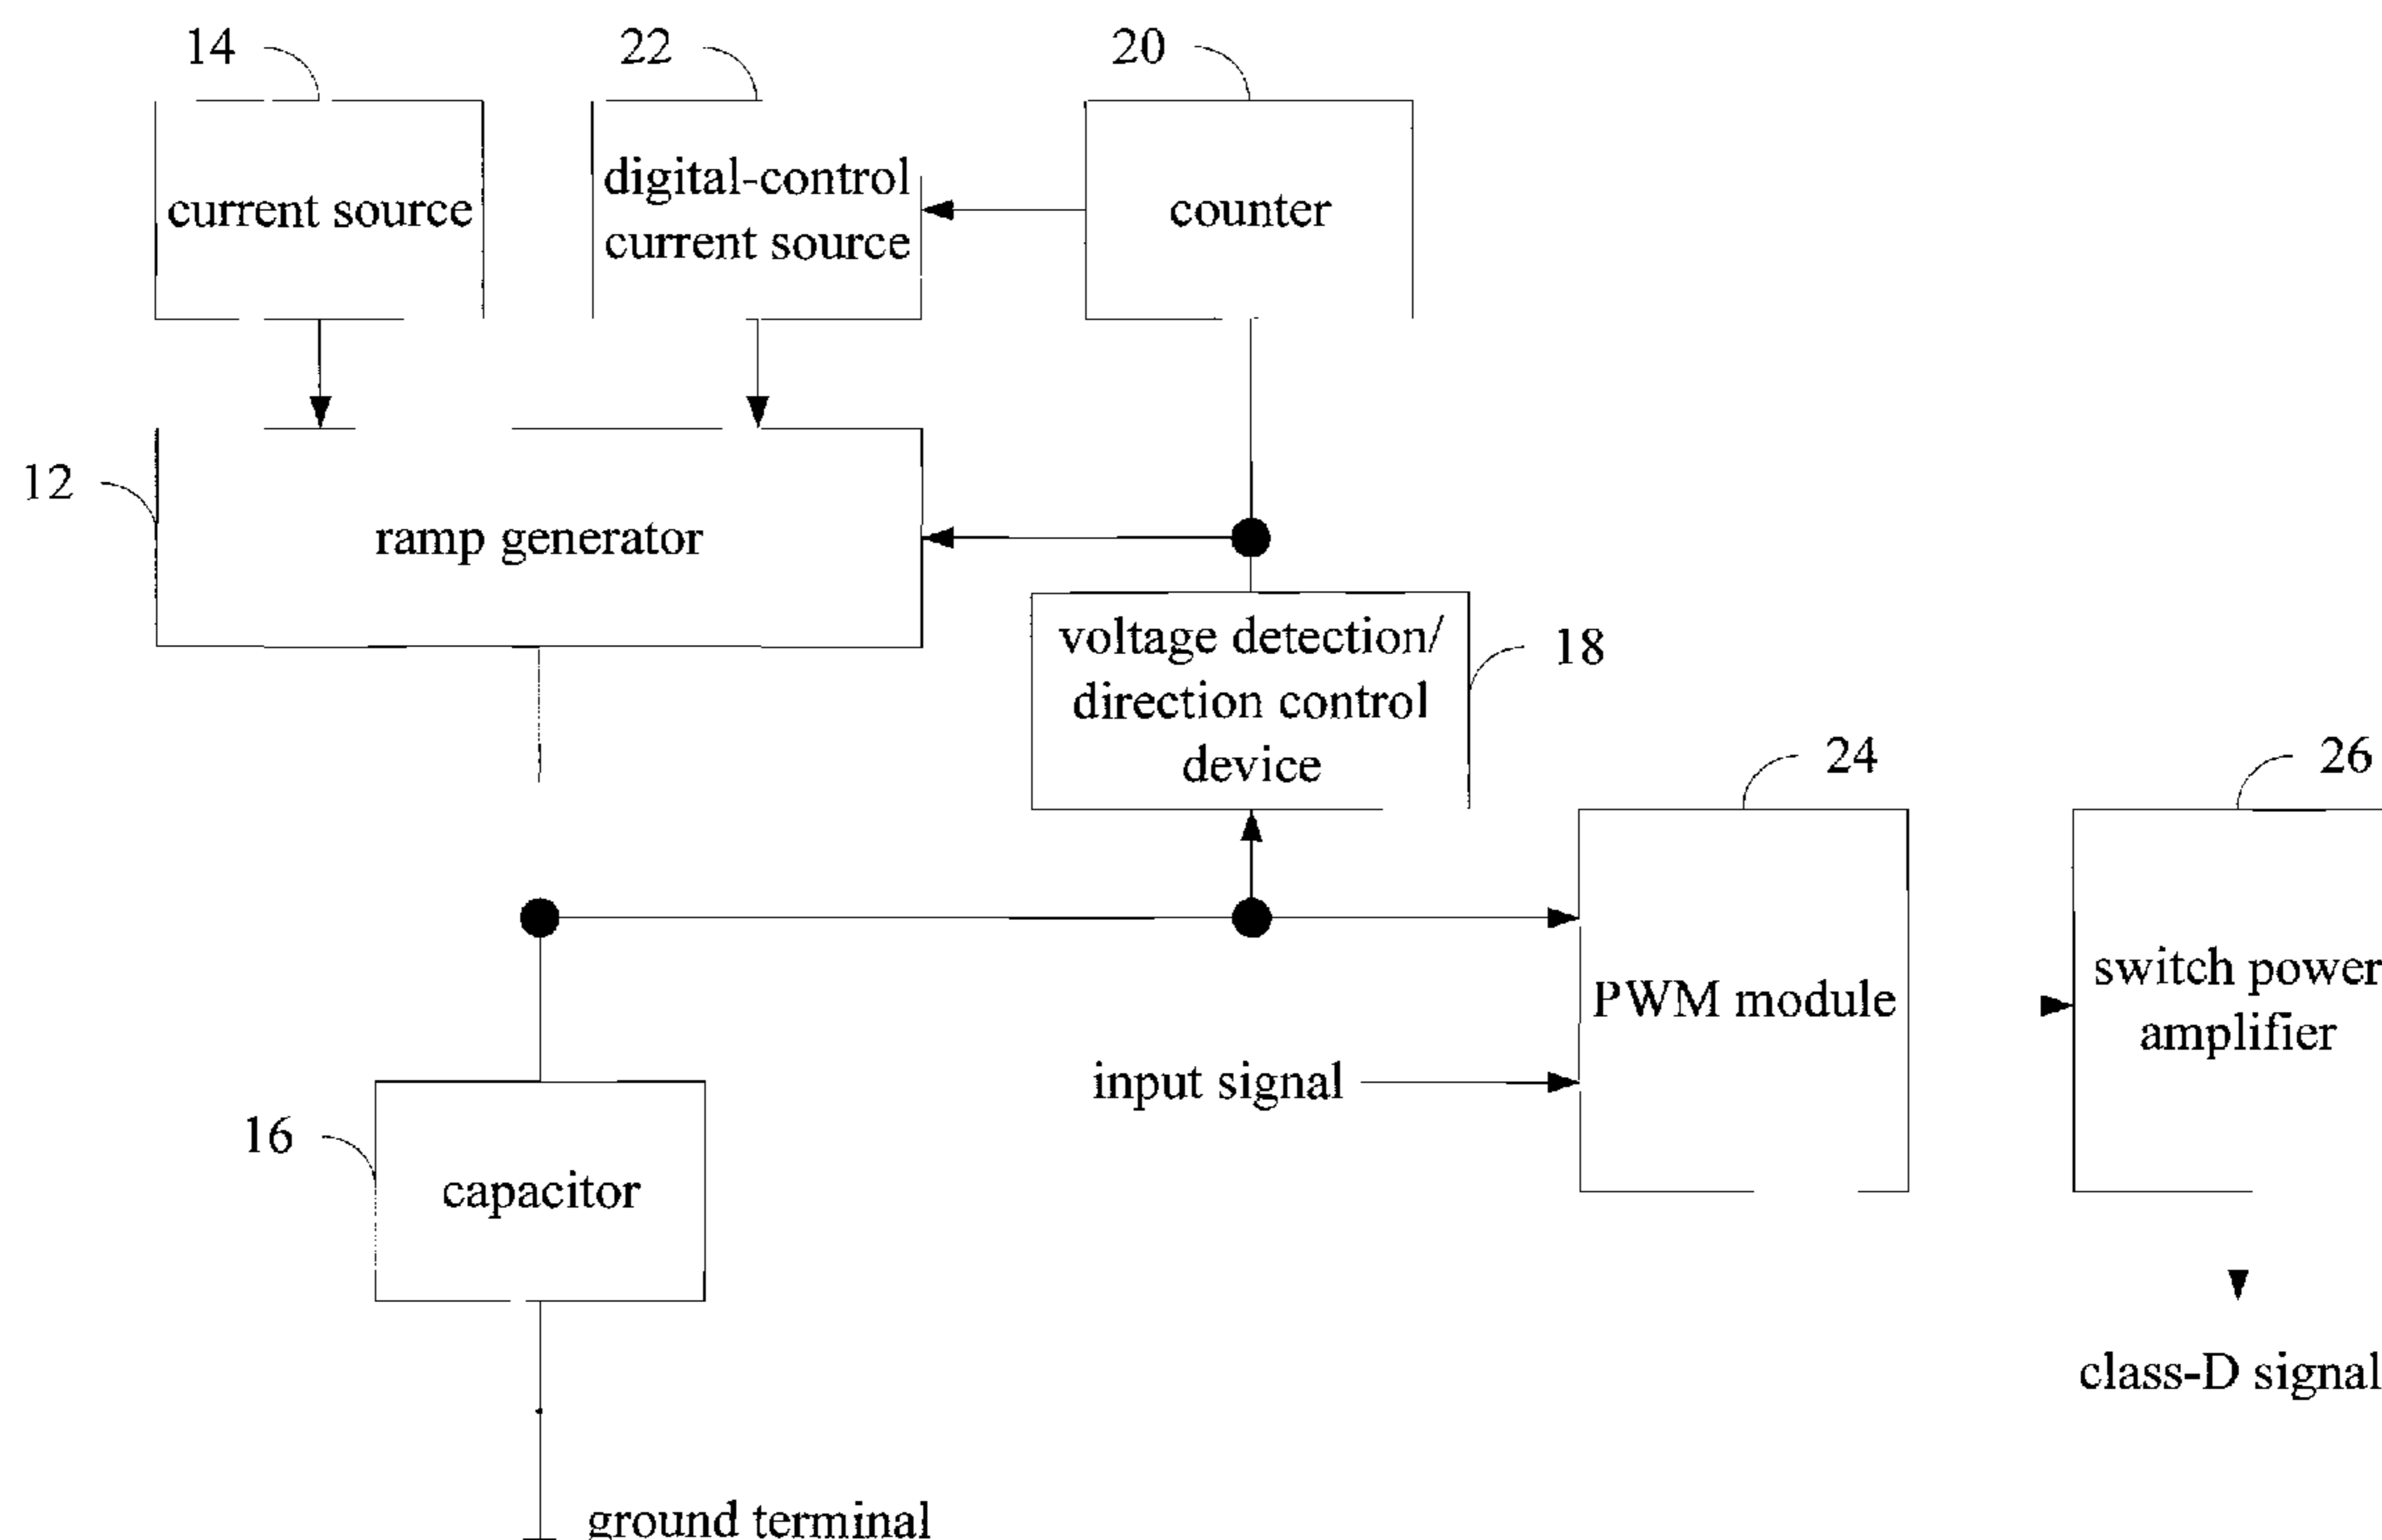 14
22
20
current source
digital-control
current source
counter
12
ramp generator
voltage detection/
direction control
device
18
24
26
PWM module
switch power
amplifier
input signal
16
capacitor
class-D signal
ground terminal